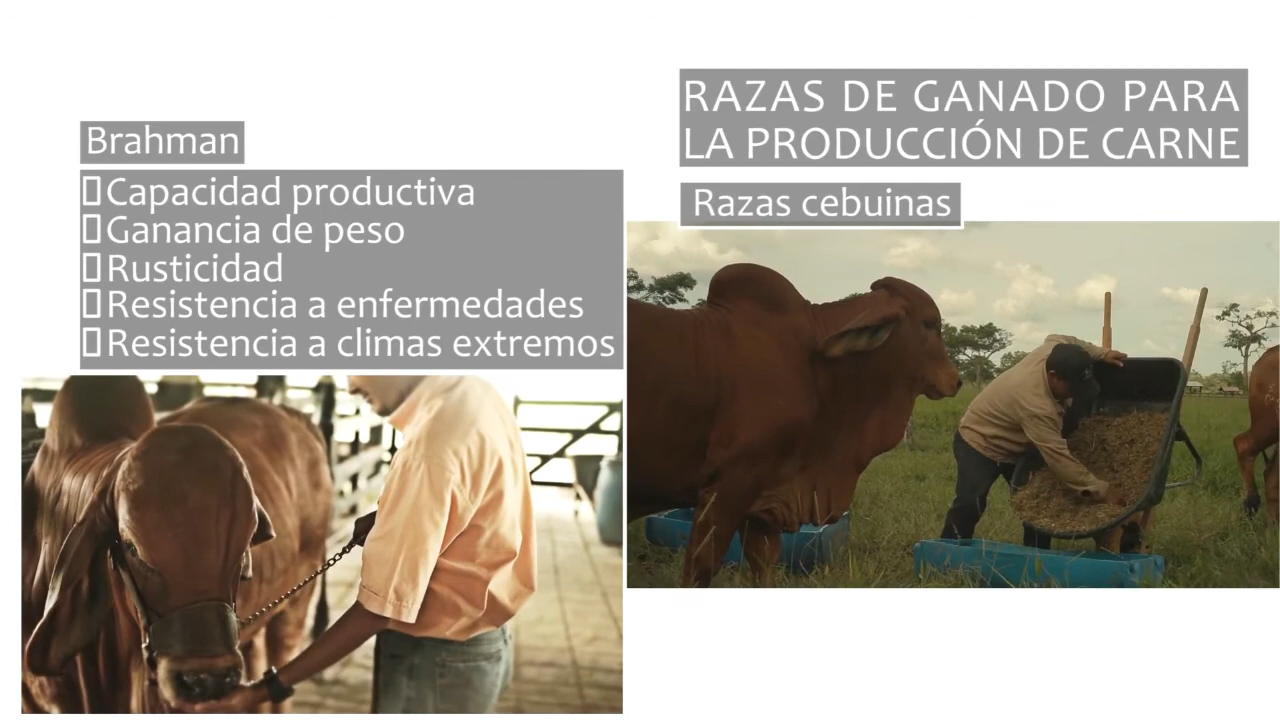 RAZAS DE GANADO PARA
LA PRODUCCIÓN DE CARNE
Razas cebuinas
Brahman
Capacidad productiva
Ganancia de peso
Rusticidad
Resistencia a enfermedades
Resistencia a climas extremos